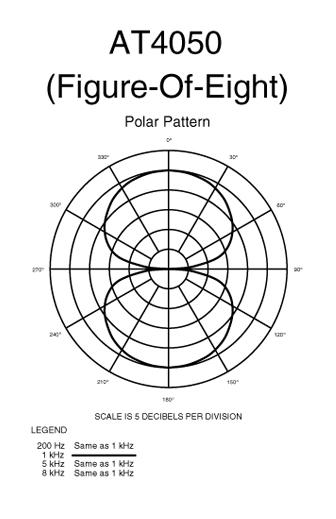 AT4050
(Figure-Of-Eight)
Polar Pattern
0°
330° 30°
300° 60°
270° 90°
240° 120°
210° 150°
180°
SCALE IS 5 DECIBELS PER DIVISION
LEGEND
200 Hz Same as 1 kHz
1 kHz
5 kHz Same as 1 kHz
8 kHz Same as 1 kHz